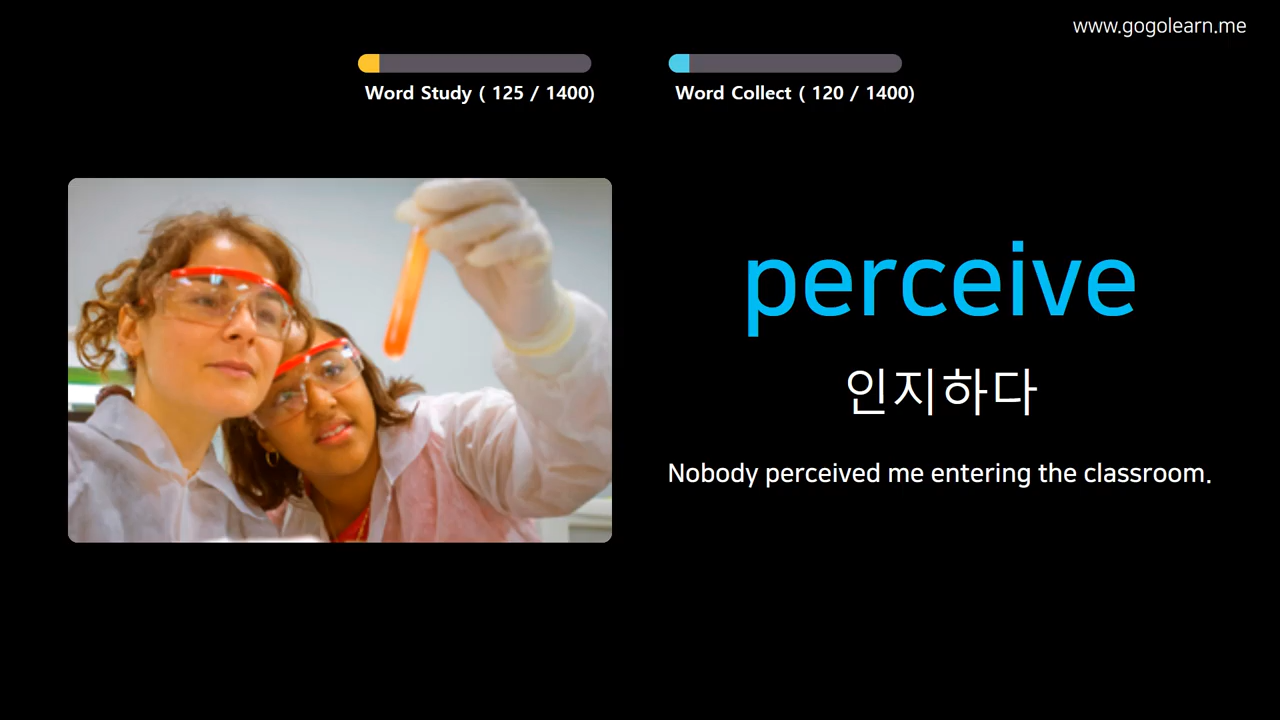 www.gogolearn.me
Word Study ( 125 / 1400)
Word Collect ( 120 / 1400)
perceive
인지하다
Nobody perceived me entering the classroom.